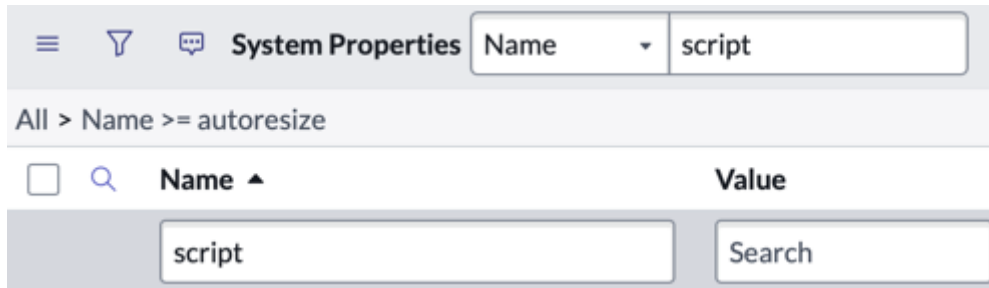 System Properties Name script
All > Name >= autoresize
Name Value
script Search